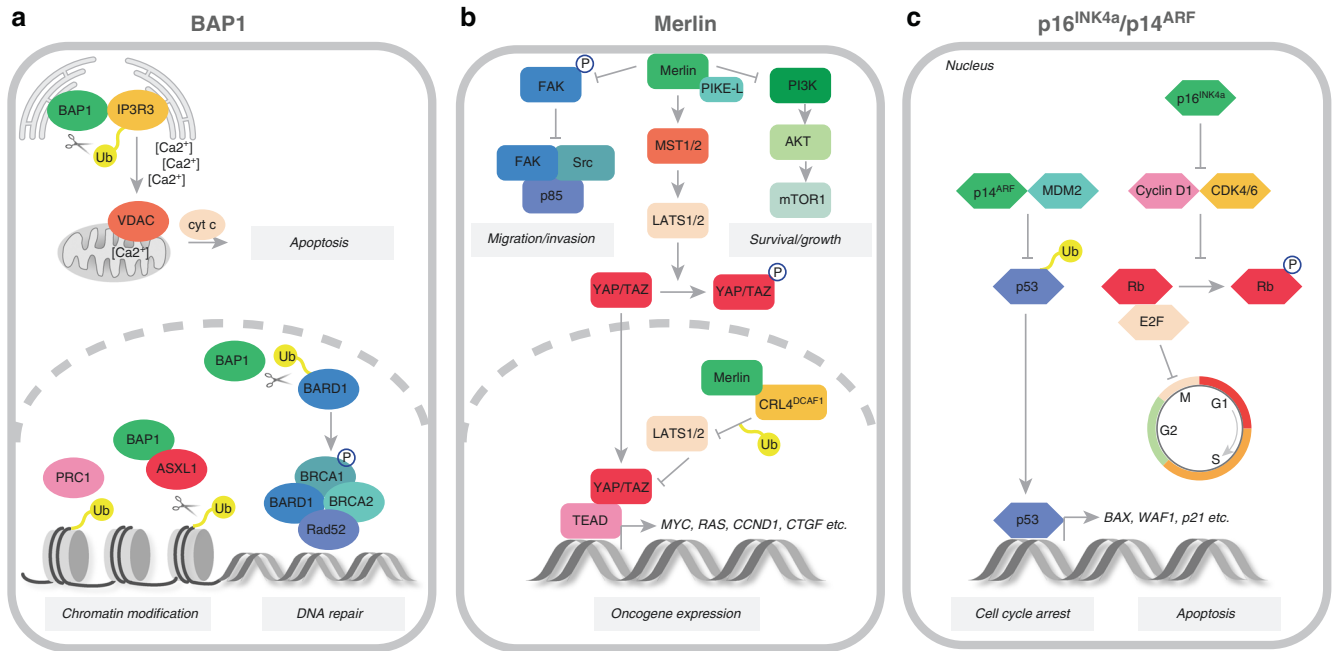 a
BAP1
BAP1
IP3R3
Ub
[Ca2+]
[Ca2+]
[Ca2+]
VDAC
cyt c
[Ca2+]
Apoptosis
BAP1
Ub
BARD1
BAP1
ASXL1
PRC1
Ub
Ub
P
BRCA1
BARD1
BRCA2
Rad52
Chromatin modification
DNA repair
b
Merlin
P
FAK
Merlin
PIKE-L
PI3K
FAK
Src
p85
MST1/2
AKT
mTOR1
LATS1/2
Migration/invasion
Survival/growth
YAP/TAZ
YAP/TAZ
P
Merlin
CRL4DCAF1
LATS1/2
Ub
YAP/TAZ
TEAD
MYC, RAS, CCND1, CTGF etc.
Oncogene expression
c
p16INK4a/p14ARF
Nucleus
p16INK4a
p14ARF
MDM2
Cyclin D1
CDK4/6
Ub
p53
Rb
P
Rb
E2F
M
G1
G2
S
p53
BAX, WAF1, p21 etc.
Cell cycle arrest
Apoptosis